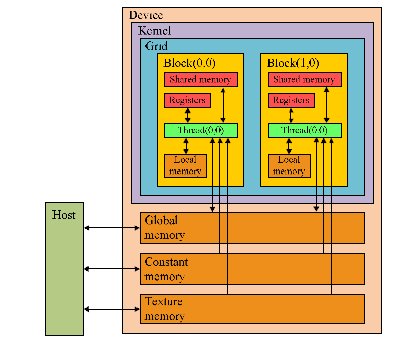 Device
Kernel
Grid
Block(0,0)
Block(1,0)
Shared memory
Shared memory
Registers
Registers
Thread(0,0)
Thread(0,0)
Local
memory
Local
memory
Host
Global
memory
Constant
memory
Texture
memory